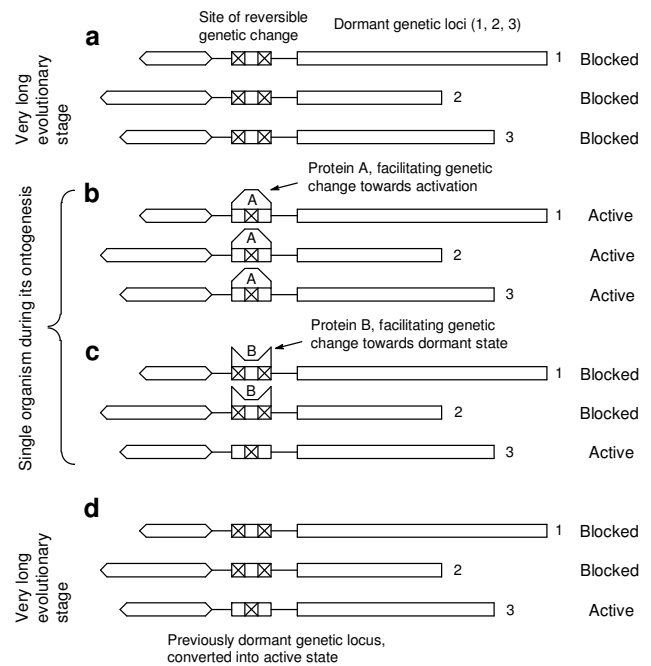 Site of reversible
genetic change
Dormant genetic loci (1, 2, 3)
a
Very long
evolutionary
stage
1 Blocked
2 Blocked
3 Blocked
Protein A, facilitating genetic
change towards activation
Single organism during its ontogenesis
b
A
1 Active
A
2 Active
A
3 Active
Protein B, facilitating genetic
change towards dormant state
c
B
1 Blocked
B
2 Blocked
3 Active
d
Very long
evolutionary
stage
1 Blocked
2 Blocked
3 Active
Previously dormant genetic locus,
converted into active state